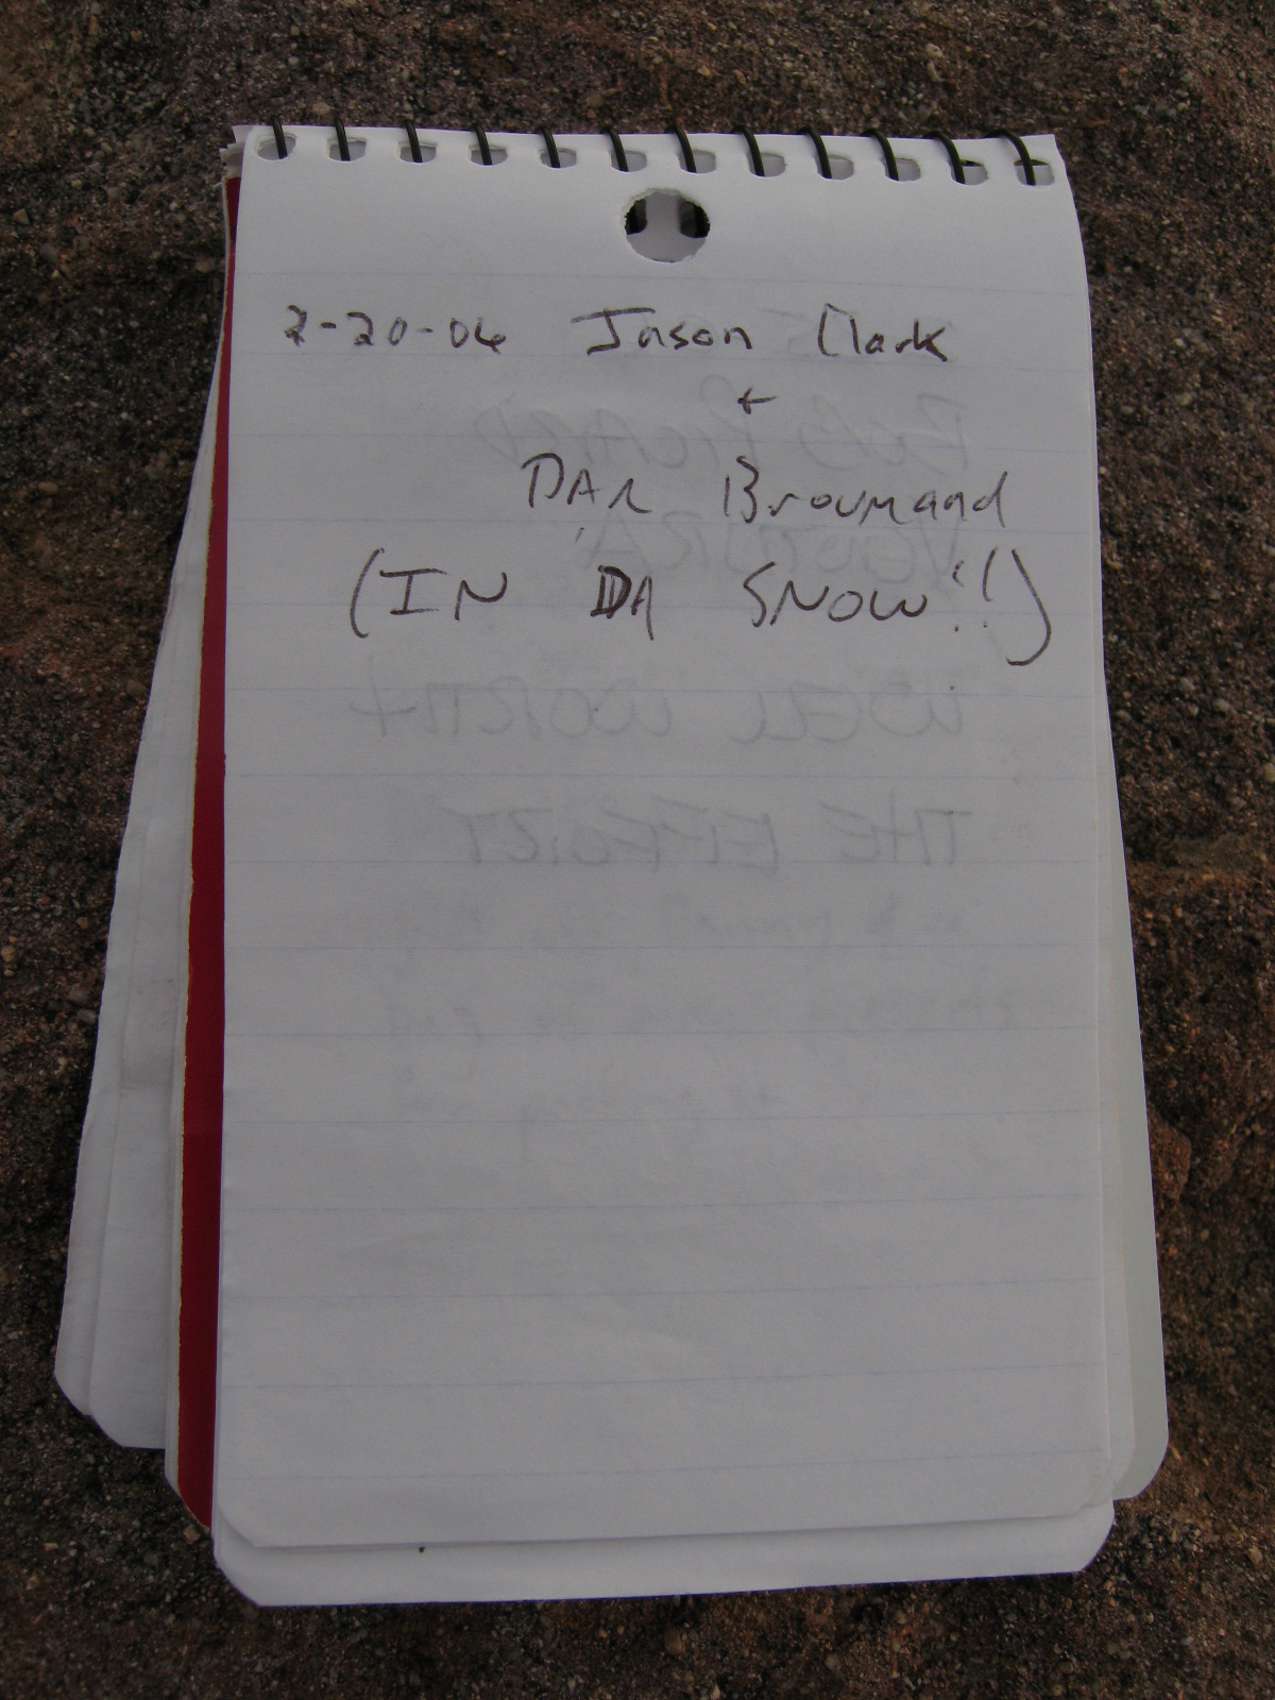 2-20-06 Jason Clark
+
DAR Broumand
(IN DA SNOW!!)